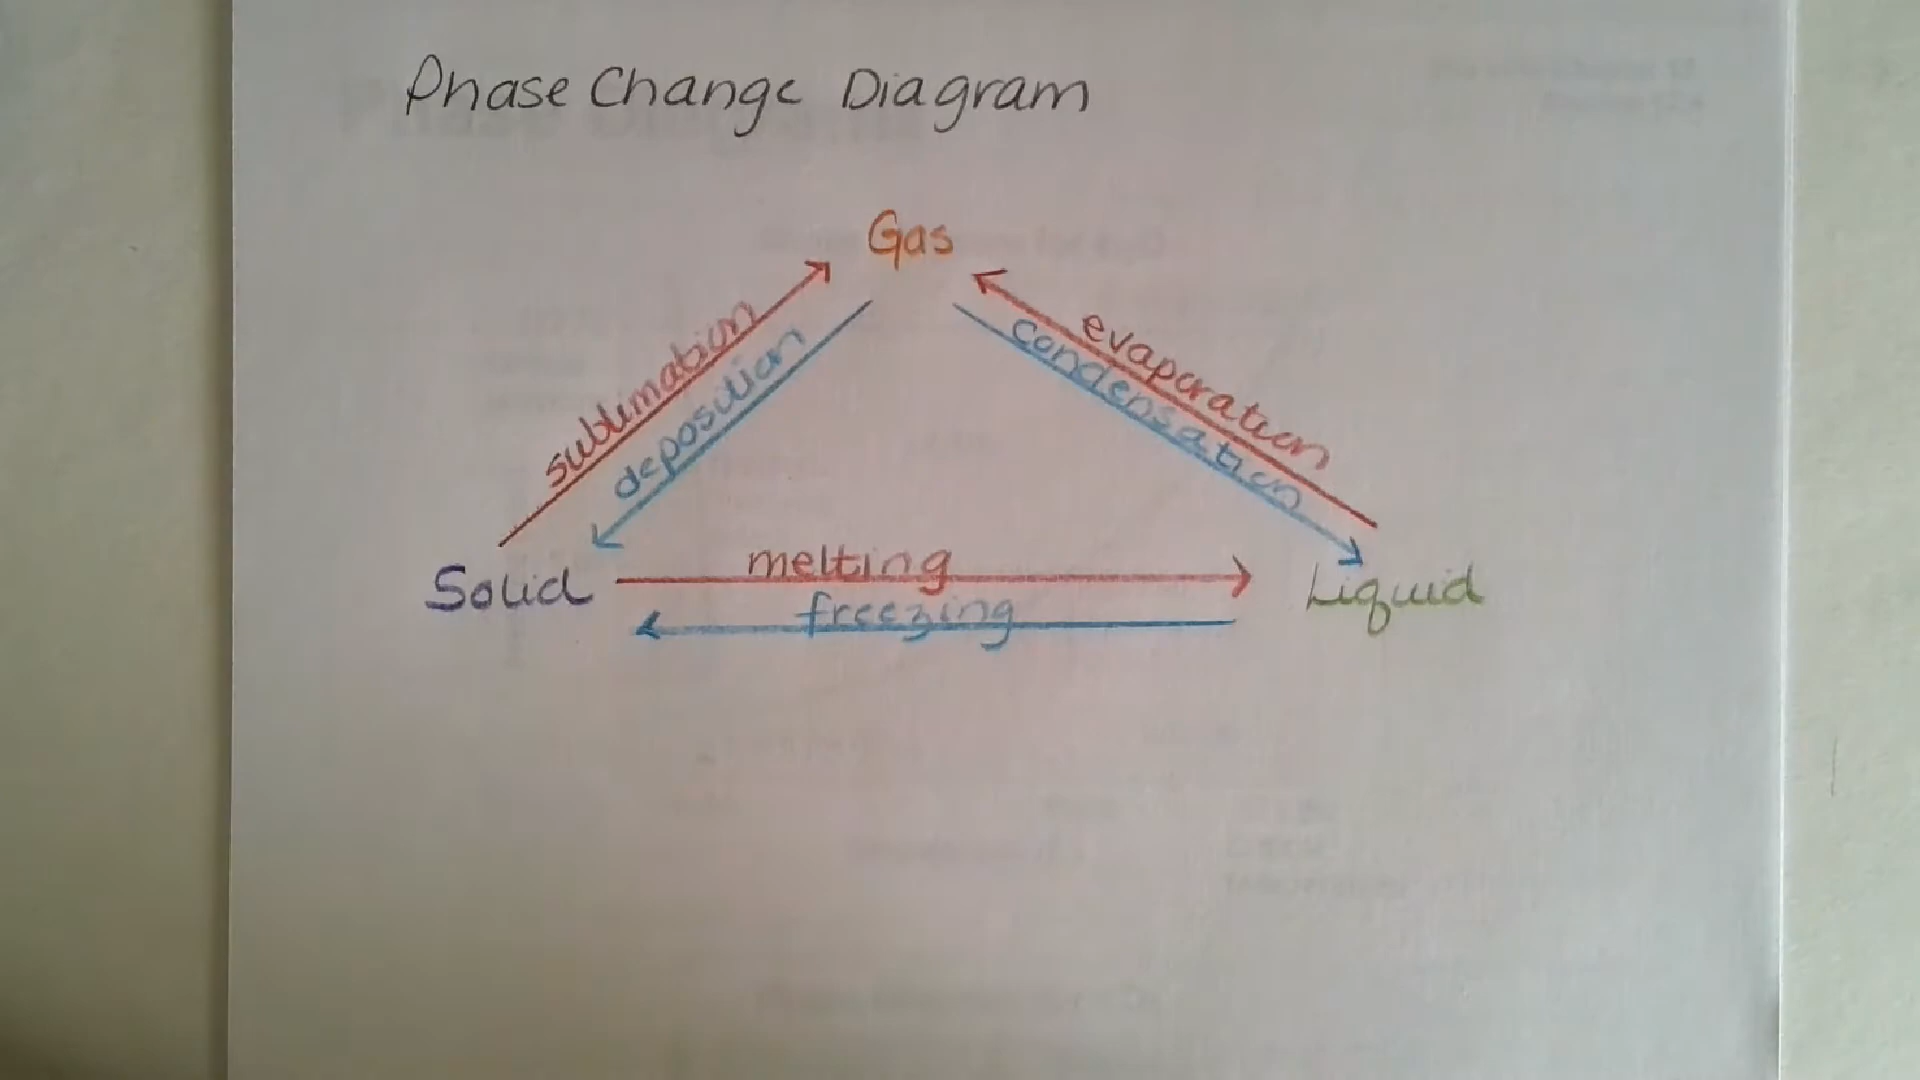 Phase Change Diagram
Gas
sublimation
deposition
evaporation
condensation
melting
Solid
Liquid
freezing